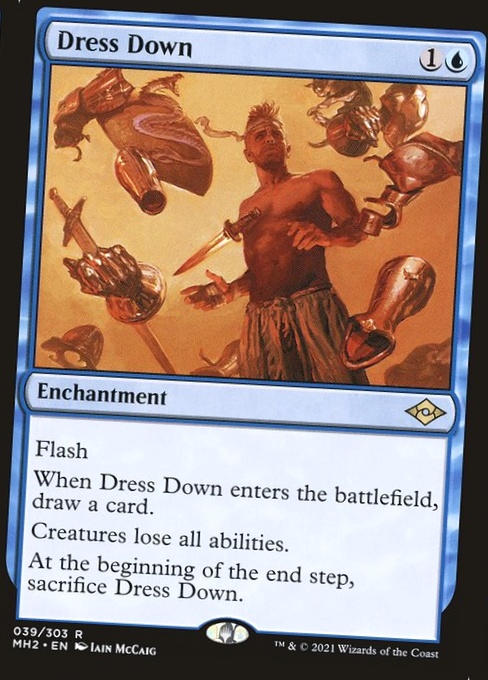 Dress Down 1
Enchantment
Flash
When Dress Down enters the battlefield,
draw a card.
Creatures lose all abilities.
At the beginning of the end step,
sacrifice Dress Down.
039/303 R
MH2 • EN Iain McCaig
™ & © 2021 Wizards of the Coast